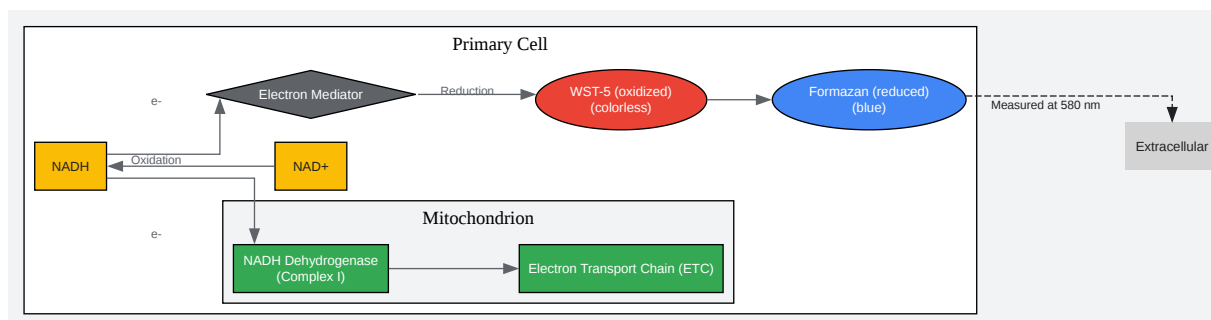 Primary Cell
Electron Mediator
e-
Reduction
WST-5 (oxidized)
(colorless)
Formazan (reduced)
(blue)
Measured at 580 nm
Extracellular
NADH
Oxidation
NAD+
e-
Mitochondrion
NADH Dehydrogenase
(Complex I)
Electron Transport Chain (ETC)